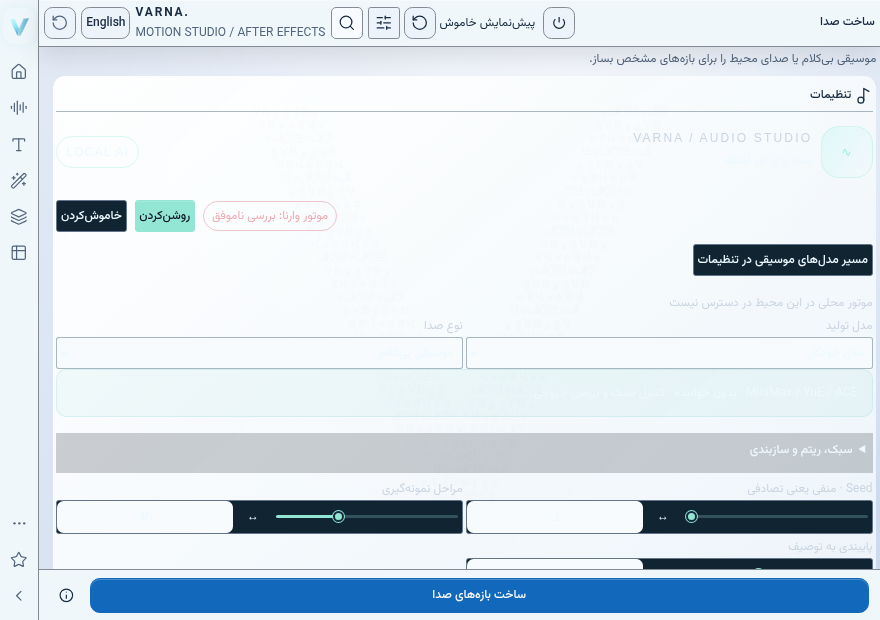 ساخت صدا
پیش‌نمایش خاموش
VARNA.
MOTION STUDIO / AFTER EFFECTS
English
موسیقی بی‌کلام یا صدای محیط را برای بازه‌های مشخص بساز.
تنظیمات
VARNA / AUDIO STUDIO
LOCAL AI
موتور وارنا: بررسی ناموفق
روشن‌کردن
خاموش‌کردن
مسیر مدل‌های موسیقی در تنظیمات
موتور محلی در این محیط در دسترس نیست
مدل تولید
نوع صدا
سبک، ریتم و سازبندی
Seed · منفی یعنی تصادفی
مراحل نمونه‌گیری
پایبندی به توصیف
ساخت بازه‌های صدا